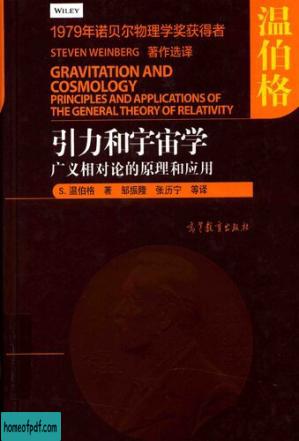 WILEY
1979年诺贝尔物理学奖获得者
STEVEN WEINBERG 著作选译
GRAVITATION AND
COSMOLOGY
PRINCIPLES AND APPLICATIONS OF
THE GENERAL THEORY OF RELATIVITY
引力和宇宙学
广义相对论的原理和应用
S. 温伯格 著 邹振隆 张历宁 等译
温伯格
高等教育出版社
homeofpdf.com